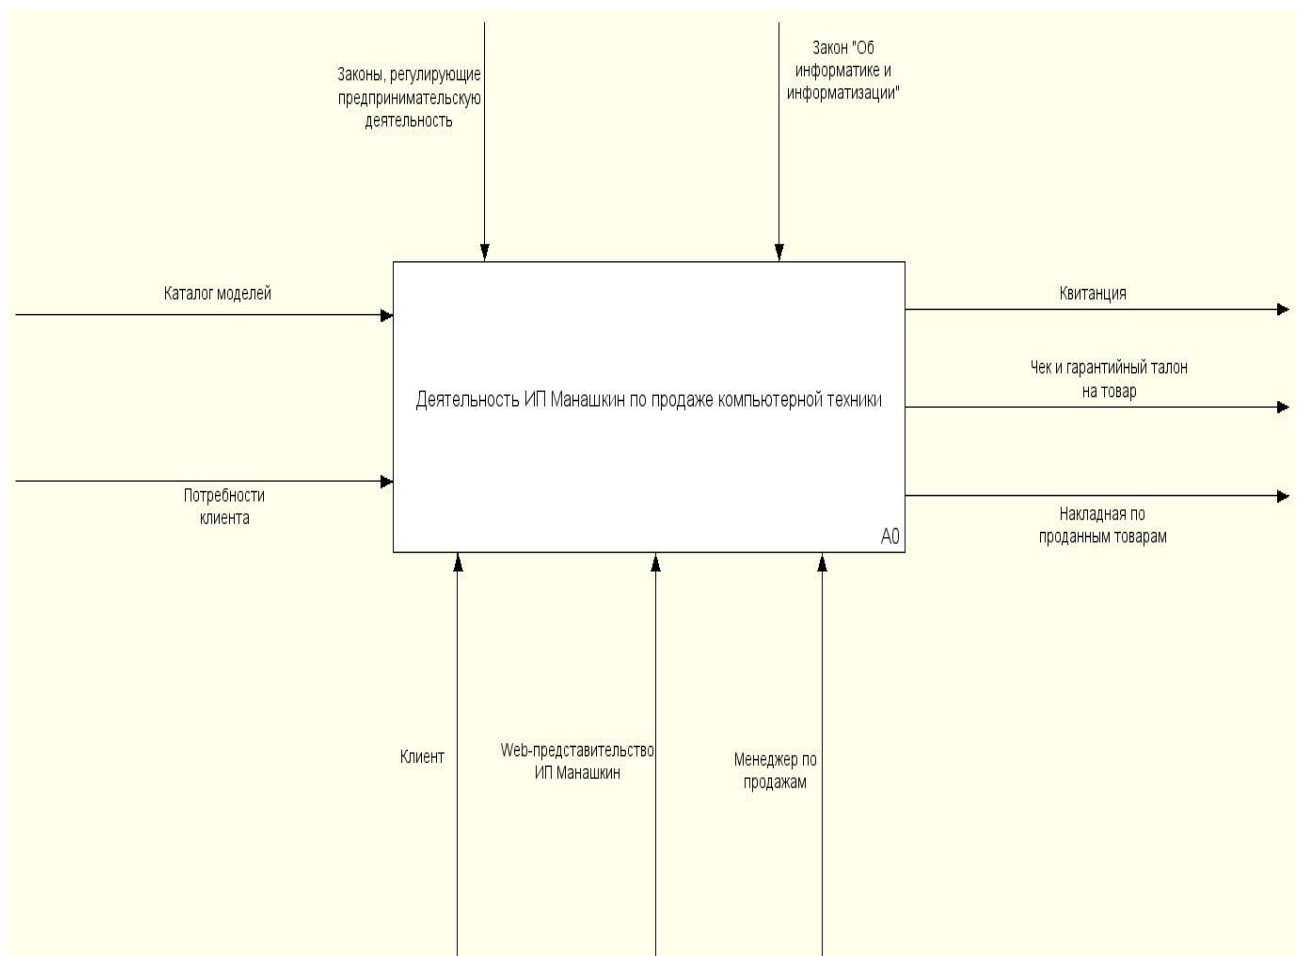 Законы, регулирующие
предпринимательскую
деятельность
Закон "Об
информатике и
информатизации"
Каталог моделей
Квитанция
Чек и гарантийный талон
на товар
Деятельность ИП Манашкин по продаже компьютерной техники
Потребности
клиента
Накладная по
проданным товарам
A0
Клиент
Web-представительство
ИП Манашкин
Менеджер по
продажам